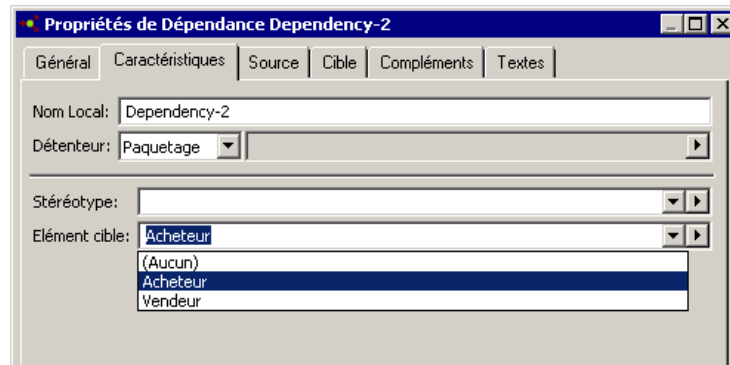 Propriétés de Dépendance Dependency-2
Général Caractéristiques Source Cible Compléments Textes
Nom Local: Dependency-2
Détenteur: Paquetage
Stéréotype:
Elément cible: Acheteur
(Aucun)
Acheteur
Vendeur